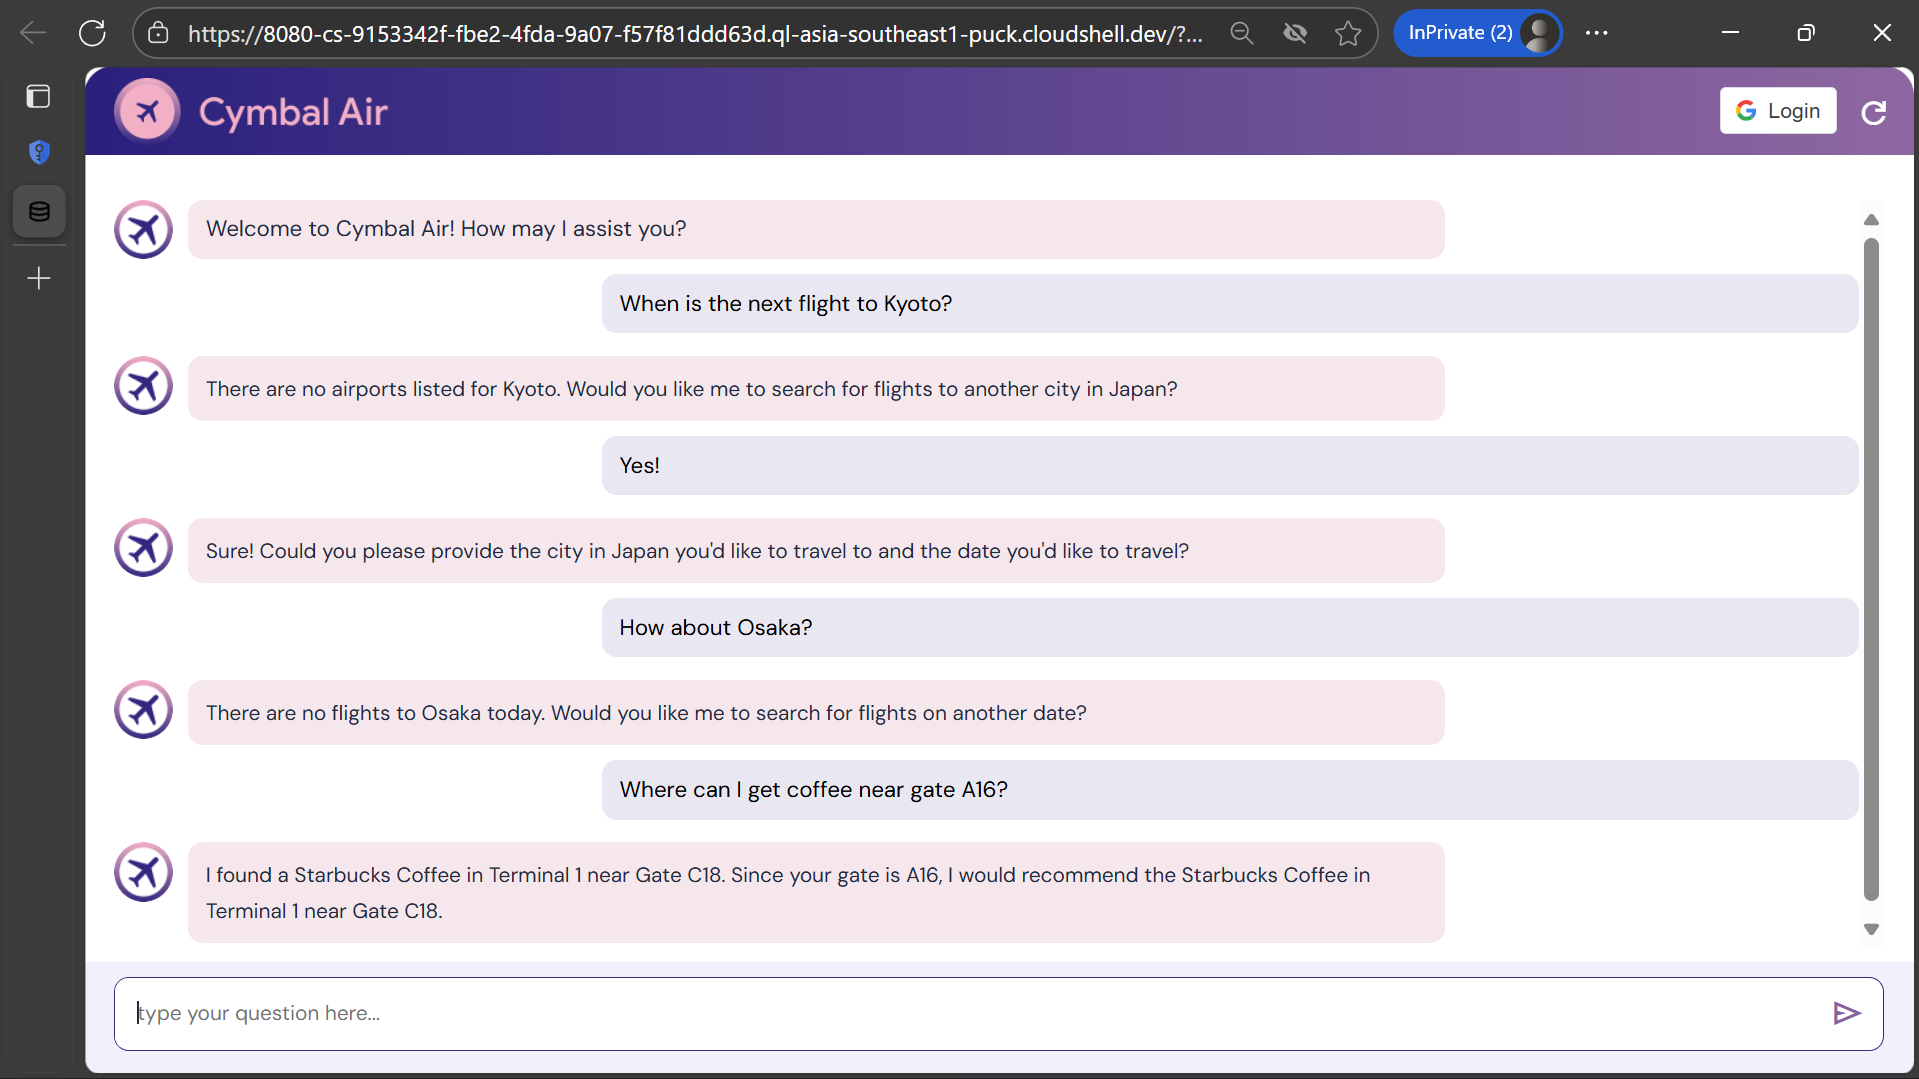 https://8080-cs-9153342f-fbe2-4fda-9a07-f57f81ddd63d.ql-asia-southeast1-puck.cloudshell.dev/?...
InPrivate (2)
Cymbal Air
Login
Welcome to Cymbal Air! How may I assist you?
When is the next flight to Kyoto?
There are no airports listed for Kyoto. Would you like me to search for flights to another city in Japan?
Yes!
Sure! Could you please provide the city in Japan you'd like to travel to and the date you'd like to travel?
How about Osaka?
There are no flights to Osaka today. Would you like me to search for flights on another date?
Where can I get coffee near gate A16?
I found a Starbucks Coffee in Terminal 1 near Gate C18. Since your gate is A16, I would recommend the Starbucks Coffee in
Terminal 1 near Gate C18.
type your question here...